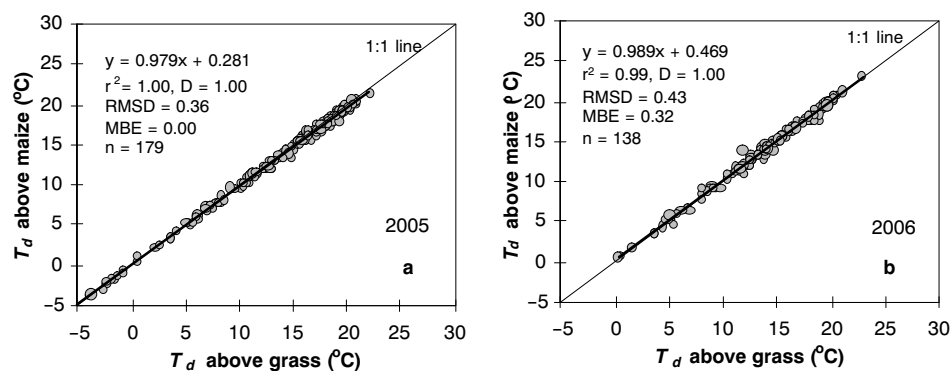 30
25
20
15
10
5
0
−5
T_d above maize (°C)
1:1 line
y = 0.979x + 0.281
r² = 1.00, D = 1.00
RMSD = 0.36
MBE = 0.00
n = 179
2005
a
−5 0 5 10 15 20 25 30
T_d above grass (°C)
30
25
20
15
10
5
0
−5
T_d above maize (°C)
1:1 line
y = 0.989x + 0.469
r² = 0.99, D = 1.00
RMSD = 0.43
MBE = 0.32
n = 138
2006
b
−5 0 5 10 15 20 25 30
T_d above grass (°C)